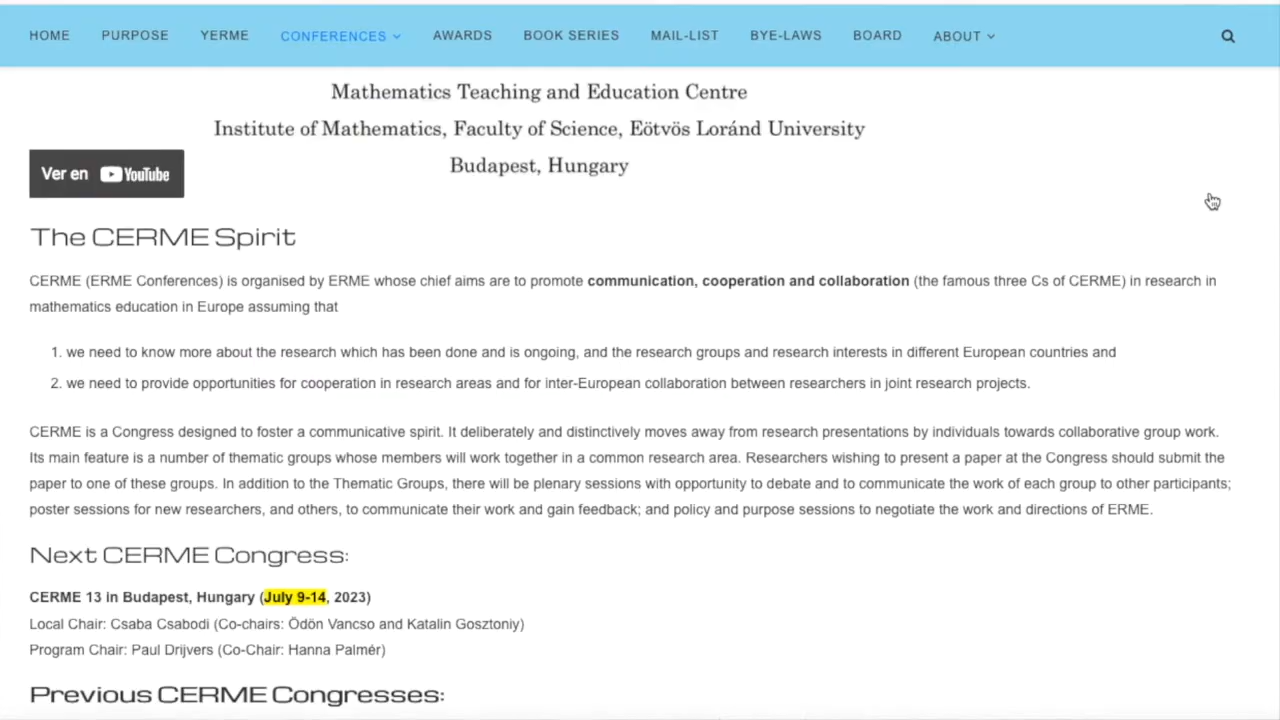 HOME PURPOSE YERME CONFERENCES AWARDS BOOK SERIES MAIL-LIST BYE-LAWS BOARD ABOUT
Mathematics Teaching and Education Centre
Institute of Mathematics, Faculty of Science, Eötvös Loránd University
Budapest, Hungary
Ver en YouTube
The CERME Spirit
CERME (ERME Conferences) is organised by ERME whose chief aims are to promote communication, cooperation and collaboration (the famous three Cs of CERME) in research in
mathematics education in Europe assuming that
1. we need to know more about the research which has been done and is ongoing, and the research groups and research interests in different European countries and
2. we need to provide opportunities for cooperation in research areas and for inter-European collaboration between researchers in joint research projects.
CERME is a Congress designed to foster a communicative spirit. It deliberately and distinctively moves away from research presentations by individuals towards collaborative group work.
Its main feature is a number of thematic groups whose members will work together in a common research area. Researchers wishing to present a paper at the Congress should submit the
paper to one of these groups. In addition to the Thematic Groups, there will be plenary sessions with opportunity to debate and to communicate the work of each group to other participants;
poster sessions for new researchers, and others, to communicate their work and gain feedback; and policy and purpose sessions to negotiate the work and directions of ERME.
Next CERME Congress:
CERME 13 in Budapest, Hungary (July 9-14, 2023)
Local Chair: Csaba Csabodi (Co-chairs: Ödön Vancso and Katalin Gosztoniy)
Program Chair: Paul Drijvers (Co-Chair: Hanna Palmér)
Previous CERME Congresses: